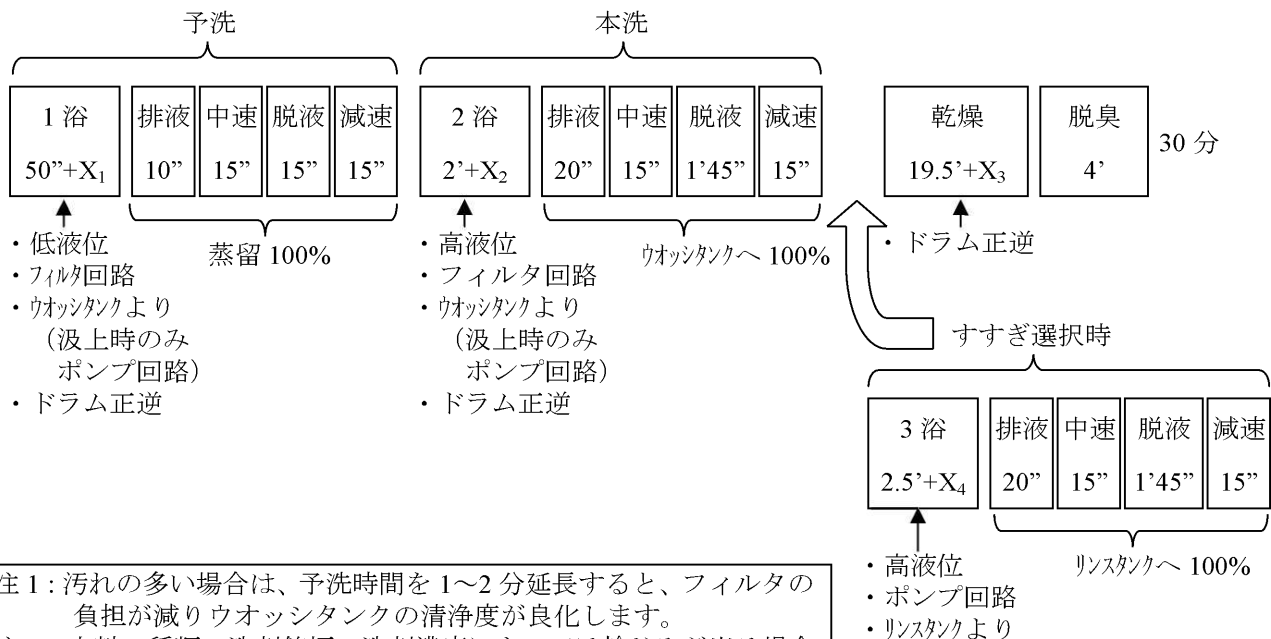 予洗
本洗
1浴 排液 中速 脱液 減速
50”+X1 10” 15” 15” 15”
2浴 排液 中速 脱液 減速
2’+X2 20” 15” 1’45” 15”
乾燥 脱臭
19.5’+X3 4’
30分
蒸留 100%
・低液位
・フィルタ回路
・ウオッシタンクより
（汲上時のみ
ポンプ回路）
・ドラム正逆
ウオッシタンクへ 100%
・高液位
・フィルタ回路
・ウオッシタンクより
（汲上時のみ
ポンプ回路）
・ドラム正逆
・ドラム正逆
すすぎ選択時
3浴 排液 中速 脱液 減速
2.5’+X4 20” 15” 1’45” 15”
リンスタンクへ 100%
・高液位
・ポンプ回路
・リンスタンクより
注1：汚れの多い場合は、予洗時間を1～2分延長すると、フィルタの
負担が減りウオッシタンクの清浄度が良化します。